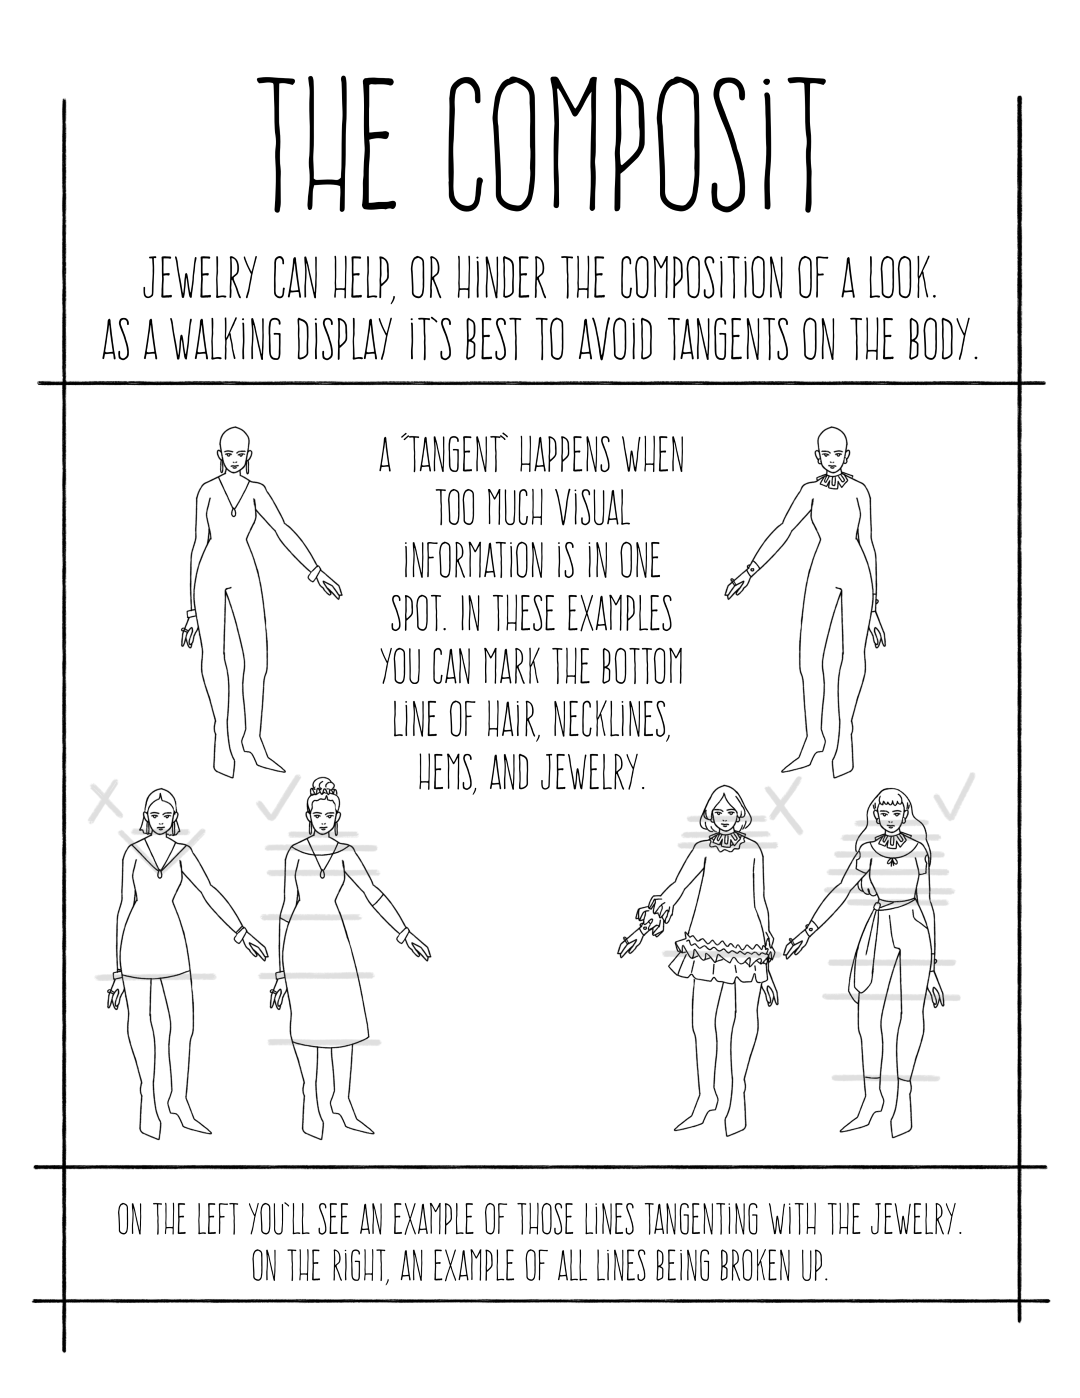 THE COMPOSiT
JEWELRY CAN HELP, OR HiNDER THE COMPOSiTiON OF A LOOK.
AS A WALKiNG DiSPLAY iT'S BEST TO AVOiD TANGENTS ON THE BODY.
A "TANGENT" HAPPENS WHEN
TOO MUCH ViSUAL
iNFORMATiON iS iN ONE
SPOT. IN THESE EXAMPLES
YOU CAN MARK THE BOTTOM
LiNE OF HAiR, NECKLiNES,
HEMS, AND JEWELRY.
ON THE LEFT YOU'LL SEE AN EXAMPLE OF THOSE LiNES TANGENTiNG WiTH THE JEWELRY.
ON THE RiGHT, AN EXAMPLE OF ALL LiNES BEiNG BROKEN UP.